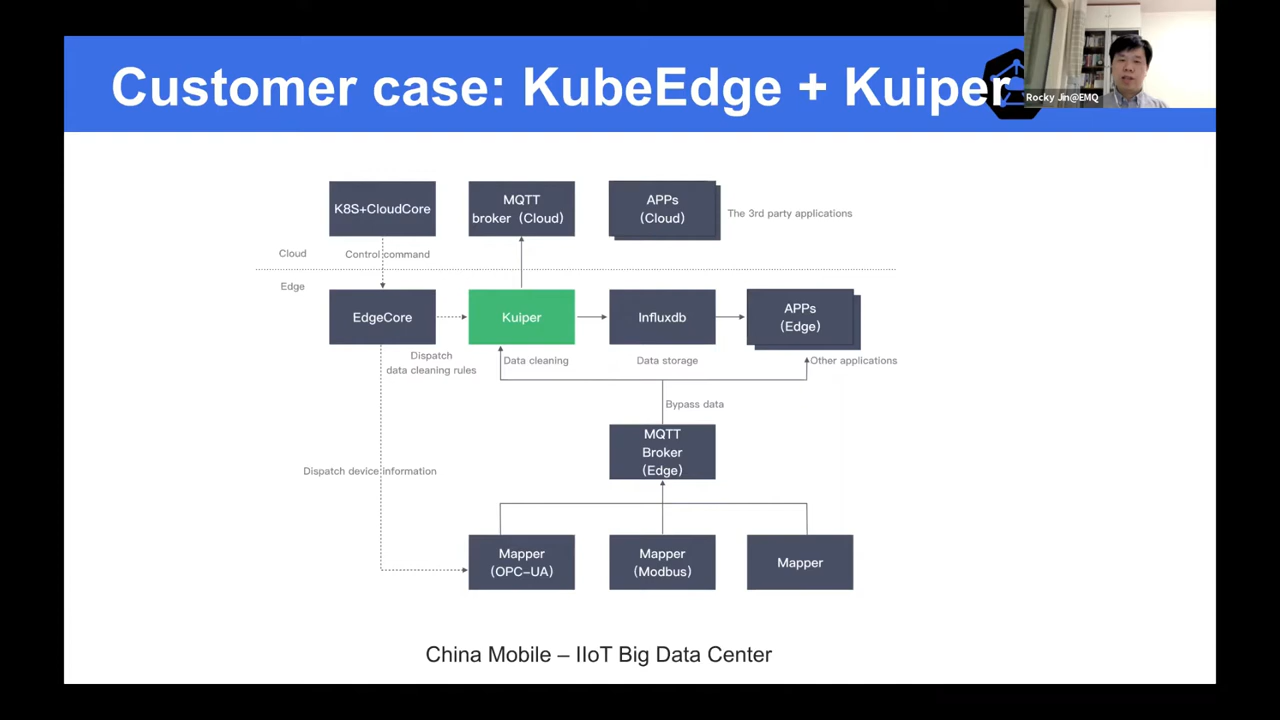 Customer case: KubeEdge + Kuiper
Rocky Jin@EMQ
K8S+CloudCore
MQTT
broker（Cloud）
APPs
（Cloud）
The 3rd party applications
Cloud
Control command
Edge
EdgeCore
Kuiper
Influxdb
APPs
（Edge）
Dispatch
data cleaning rules
Data cleaning
Data storage
Other applications
Bypass data
MQTT
Broker
（Edge）
Dispatch device information
Mapper
（OPC-UA）
Mapper
（Modbus）
Mapper
China Mobile – IIoT Big Data Center